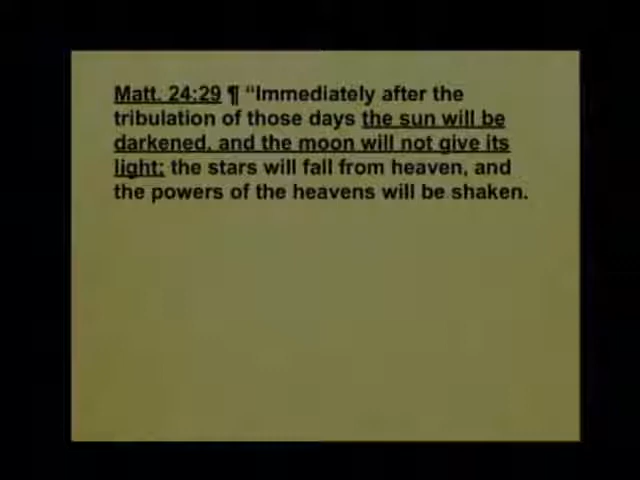 Matt. 24:29 ¶ “Immediately after the
tribulation of those days the sun will be
darkened, and the moon will not give its
light; the stars will fall from heaven, and
the powers of the heavens will be shaken.